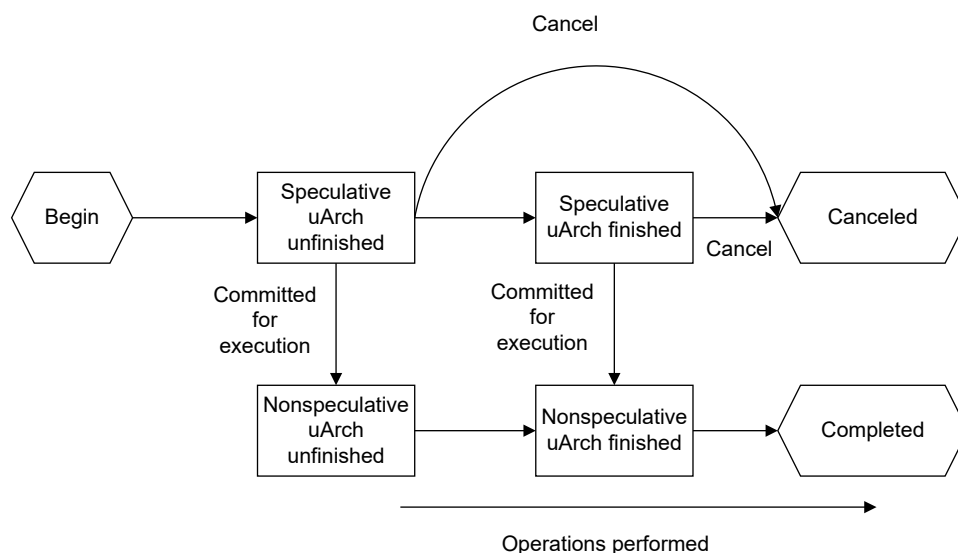 Cancel
Begin
Speculative
uArch
unfinished
Speculative
uArch finished
Cancel
Canceled
Committed
for
execution
Committed
for
execution
Nonspeculative
uArch
unfinished
Nonspeculative
uArch finished
Completed
Operations performed